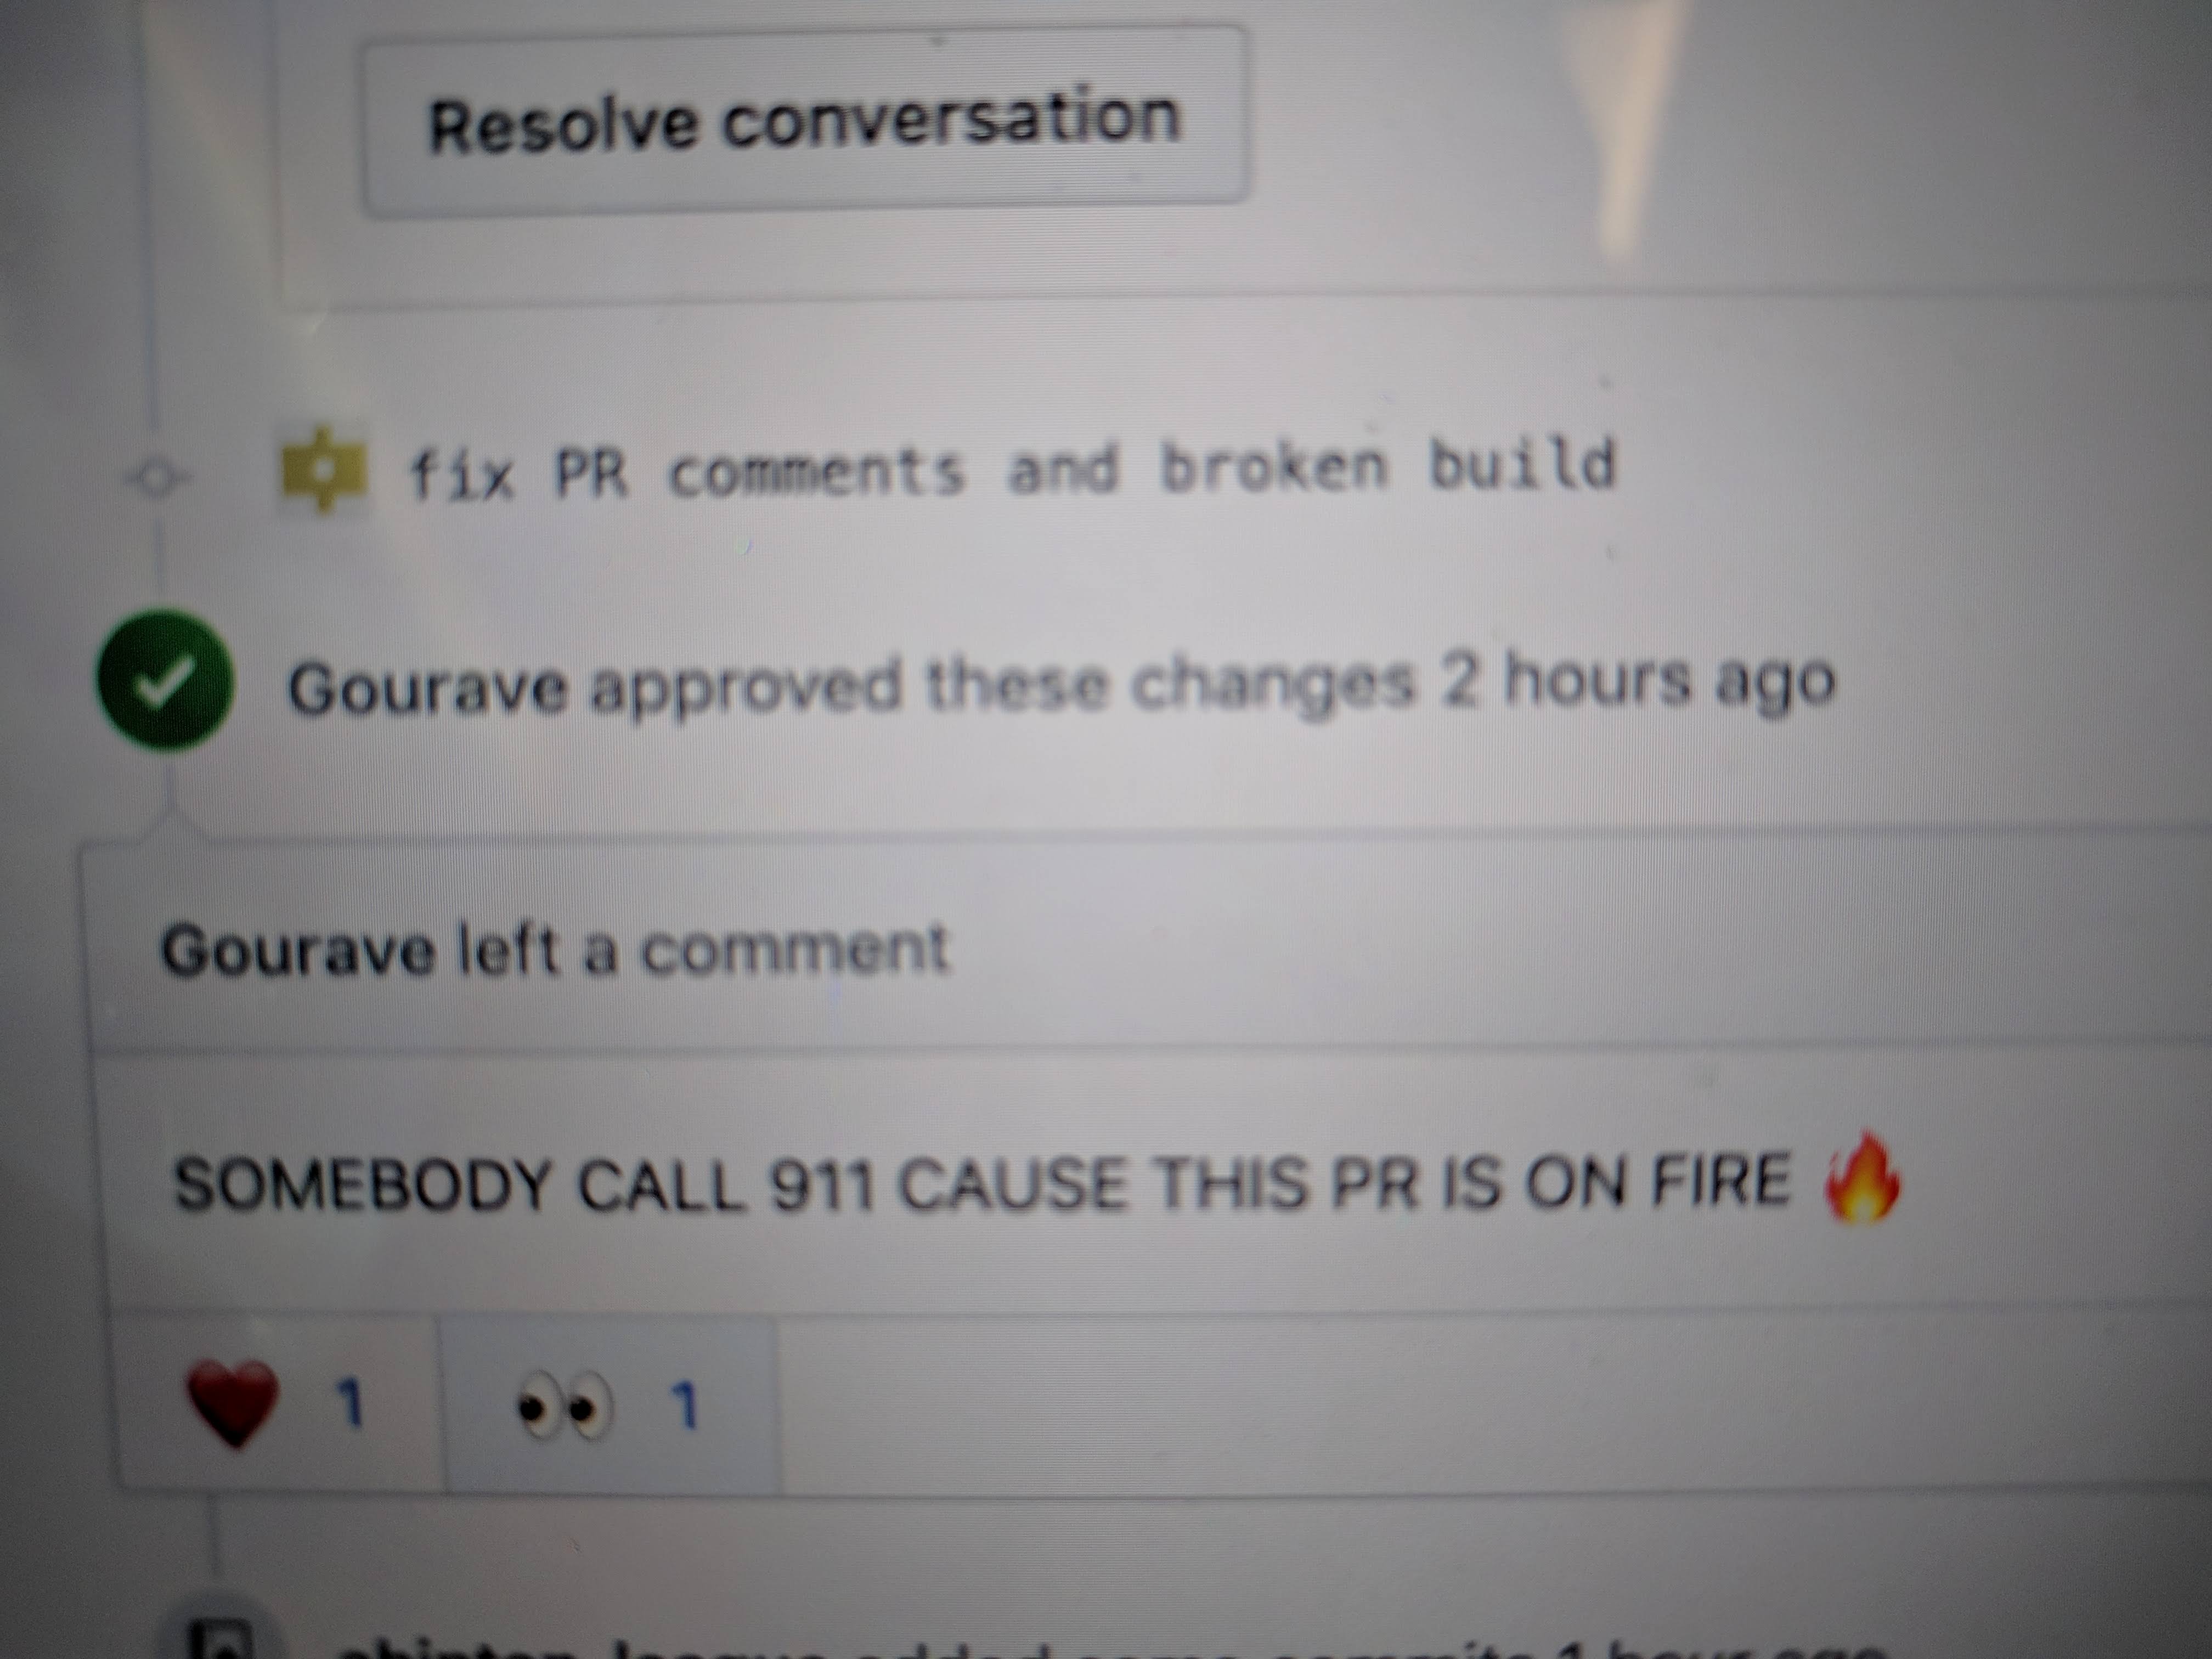 Resolve conversation
fix PR comments and broken build
Gourave approved these changes 2 hours ago
Gourave left a comment
SOMEBODY CALL 911 CAUSE THIS PR IS ON FIRE 🔥
❤️ 1 👀 1
added some commits 1 hour ago